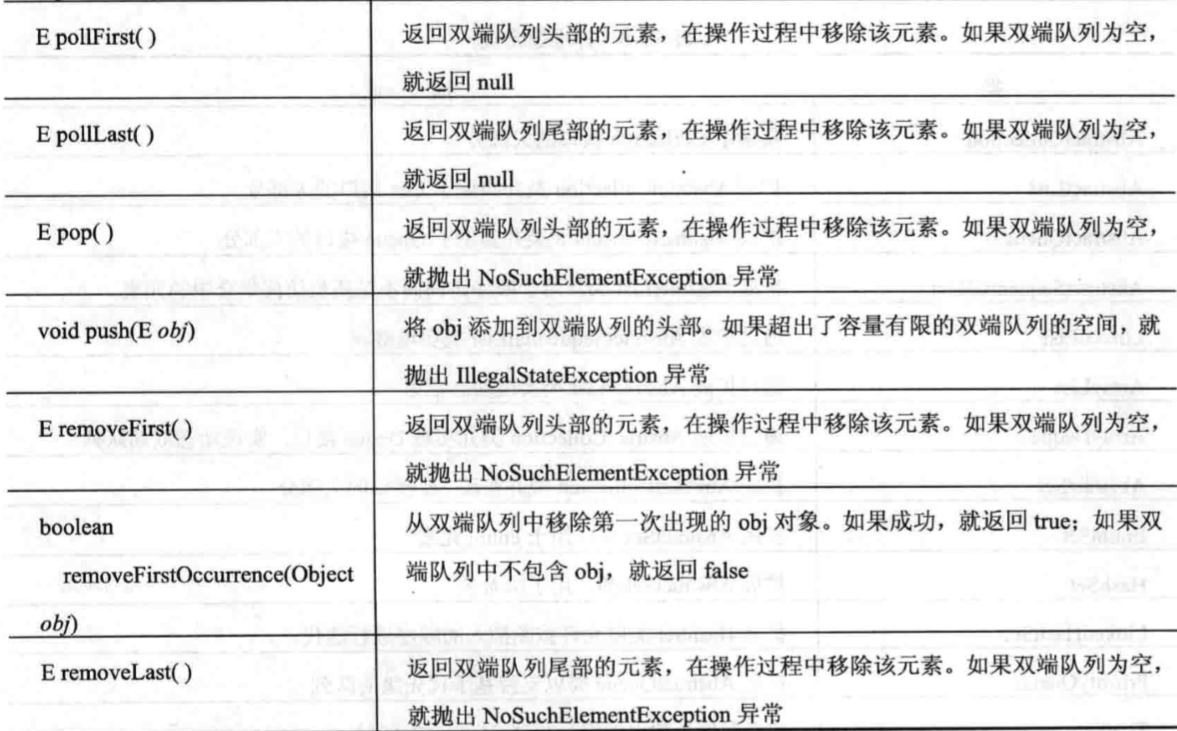 E pollFirst( )
返回双端队列头部的元素，在操作过程中移除该元素。如果双端队列为空，
就返回 null
E pollLast( )
返回双端队列尾部的元素，在操作过程中移除该元素。如果双端队列为空，
就返回 null
E pop( )
返回双端队列头部的元素，在操作过程中移除该元素。如果双端队列为空，
就抛出 NoSuchElementException 异常
void push(E obj)
将 obj 添加到双端队列的头部。如果超出了容量有限的双端队列的空间，就
抛出 IllegalStateException 异常
E removeFirst( )
返回双端队列头部的元素，在操作过程中移除该元素。如果双端队列为空，
就抛出 NoSuchElementException 异常
boolean
removeFirstOccurrence(Object
obj)
从双端队列中移除第一次出现的 obj 对象。如果成功，就返回 true；如果双
端队列中不包含 obj，就返回 false
E removeLast( )
返回双端队列尾部的元素，在操作过程中移除该元素。如果双端队列为空，
就抛出 NoSuchElementException 异常